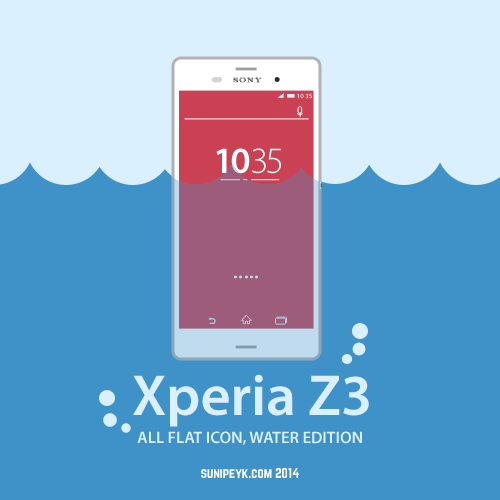 SONY
10 35
1035
Xperia Z3
ALL FLAT ICON, WATER EDITION
SUNIPEYK.COM 2014